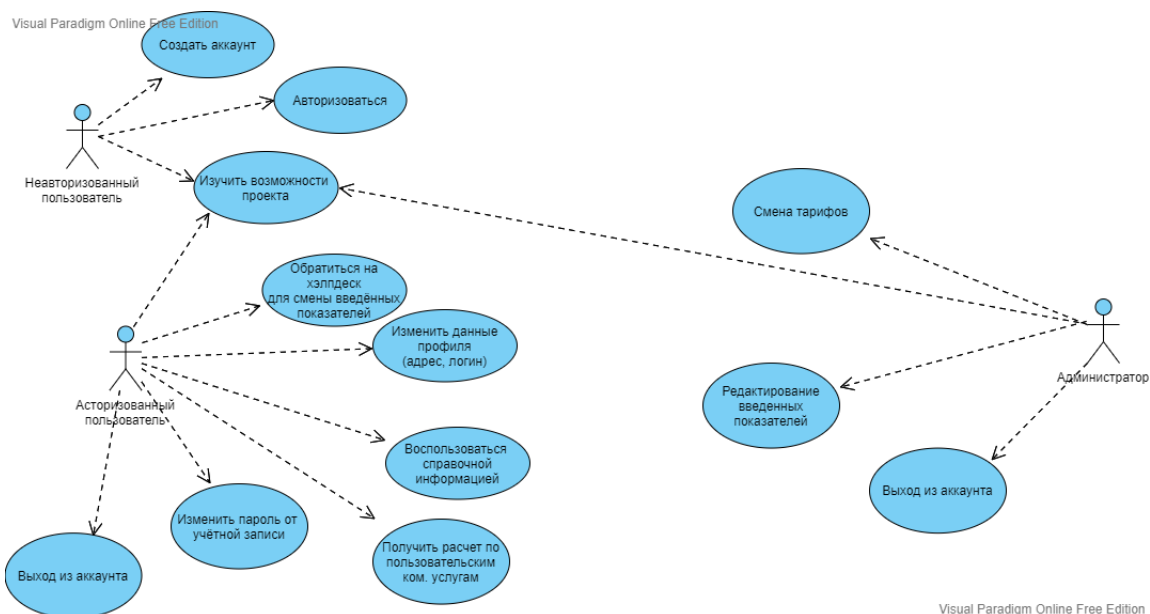 Visual Paradigm Online Free Edition
Создать аккаунт
Авторизоваться
Неавторизованный
пользователь
Изучить возможности
проекта
Смена тарифов
Обратиться на
хэлпдеск
для смены введённых
показателей
Изменить данные
профиля
(адрес, логин)
Администратор
Асторизованный
пользователь
Редактирование
введенных
показателей
Воспользоваться
справочной
информацией
Выход из аккаунта
Изменить пароль от
учётной записи
Получить расчет по
пользовательским
ком. услугам
Выход из аккаунта
Visual Paradigm Online Free Edition